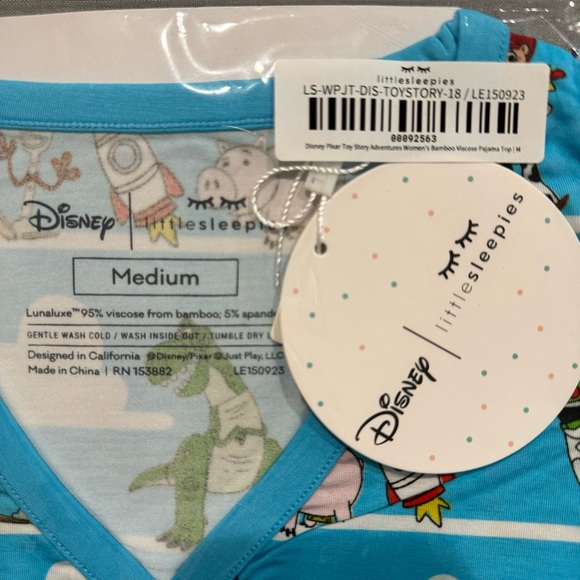 littlesleepies
LS-WPJT-DIS-TOYSTORY-18 / LE150923
00092563
Disney Pixar Toy Story Adventures Women's Bamboo Viscose Pajama Top | M
Disney littlesleepies
Medium
Lunaluxe™ 95% viscose from bamboo; 5%
GENTLE WASH COLD / WASH INSIDE OUT / TUMBLE DRY
Designed in California ©Disney/Pixar ©Just Play, LLC
Made in China | RN 153882 LE150923
Disney | littlesleepies